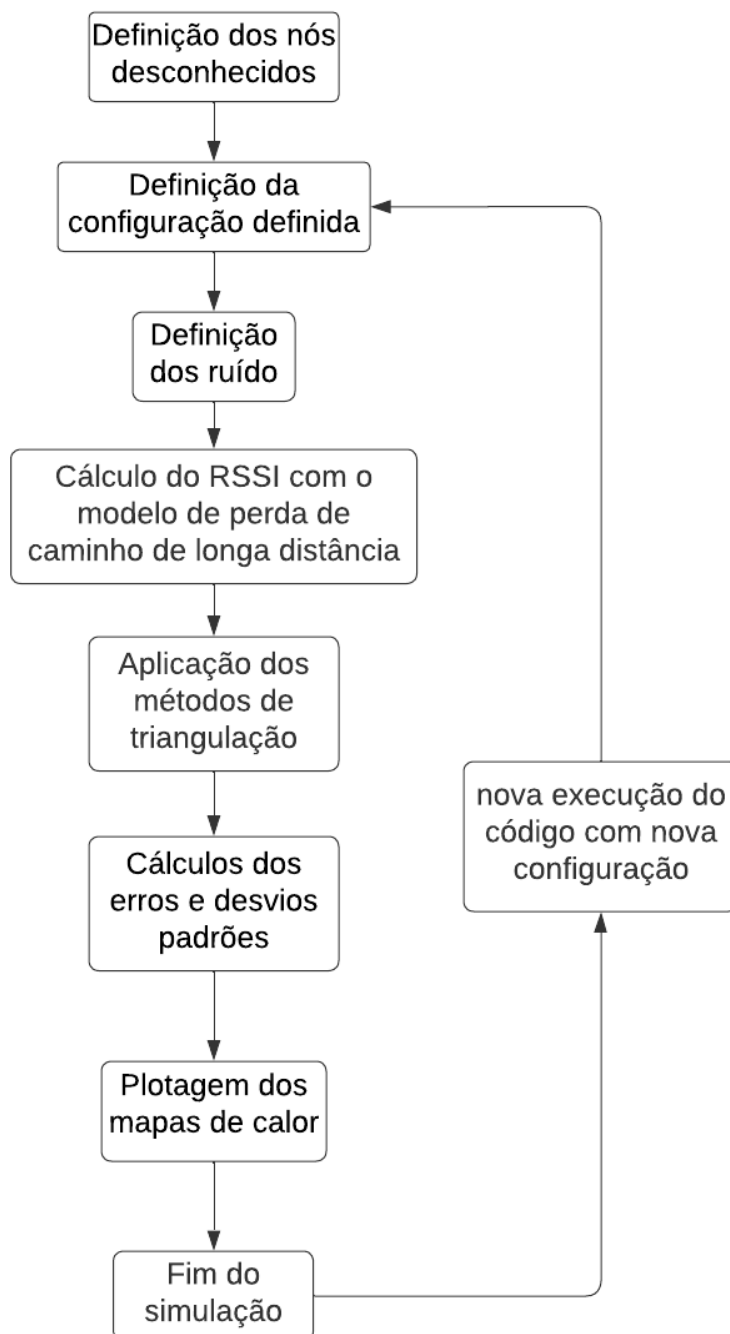 Definição dos nós
desconhecidos
Definição da
configuração definida
Definição
dos ruído
Cálculo do RSSI com o
modelo de perda de
caminho de longa distância
Aplicação dos
métodos de
triangulação
nova execução do
código com nova
configuração
Cálculos dos
erros e desvios
padrões
Plotagem dos
mapas de calor
Fim do
simulação